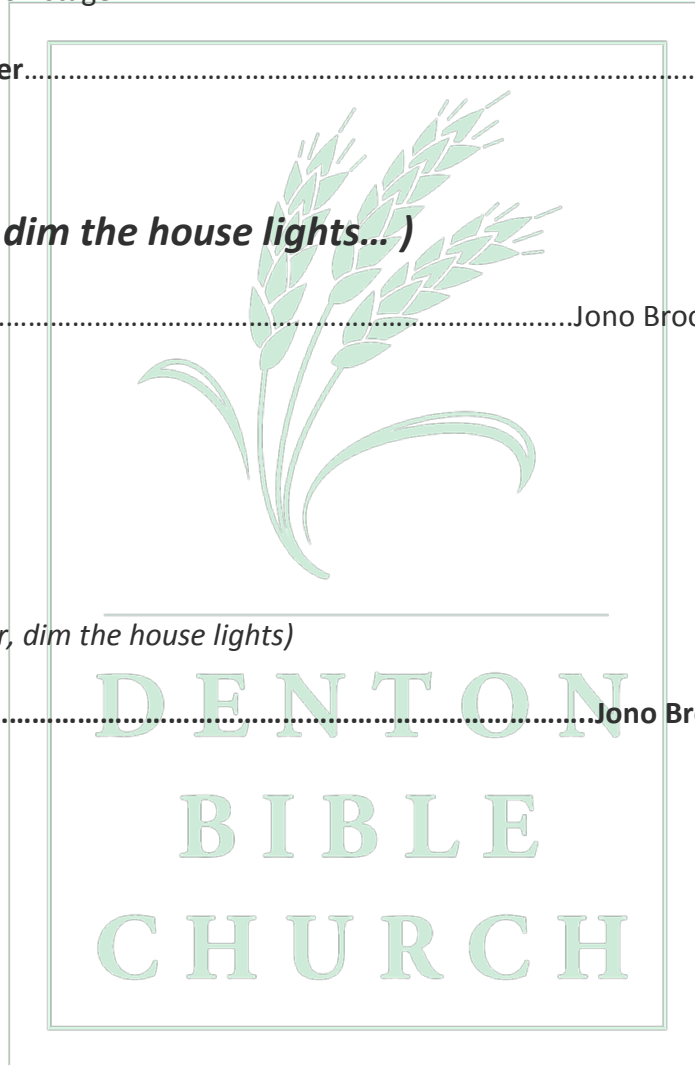 er……………………………………………………………………
dim the house lights… )
……………………………………………………………Jono Broo
r, dim the house lights)
……………………………………………………………Jono Br
DENTON
BIBLE
CHURCH